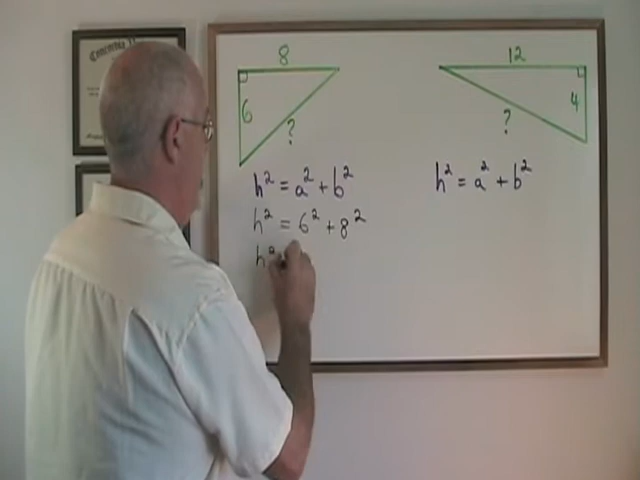 8
6
?
h² = a² + b²
h² = 6² + 8²
h²
12
4
?
h² = a² + b²